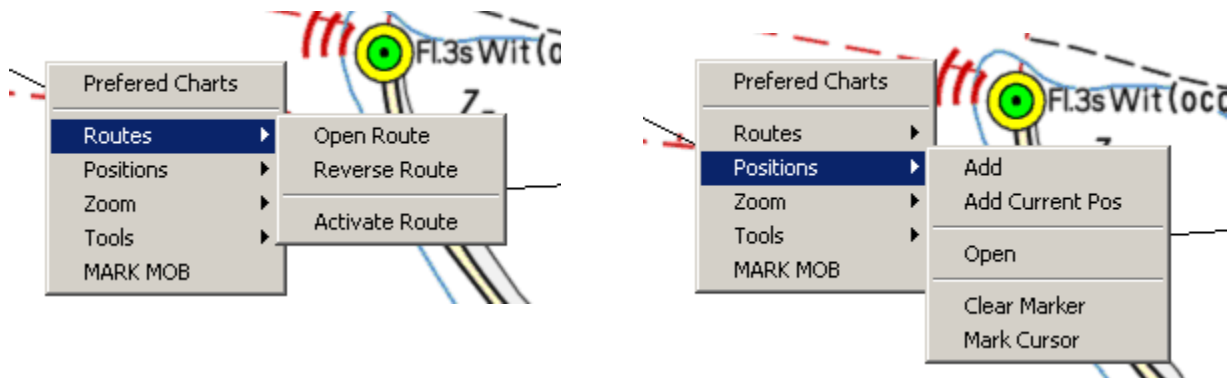 Fl.3s Wit (o
Prefered Charts
Z
Routes
Open Route
Positions
Reverse Route
Zoom
Tools
Activate Route
MARK MOB
Prefered Charts
Fl.3s Wit (occ
Routes
Positions
Add
Zoom
Add Current Pos
Tools
Open
MARK MOB
Clear Marker
Mark Cursor